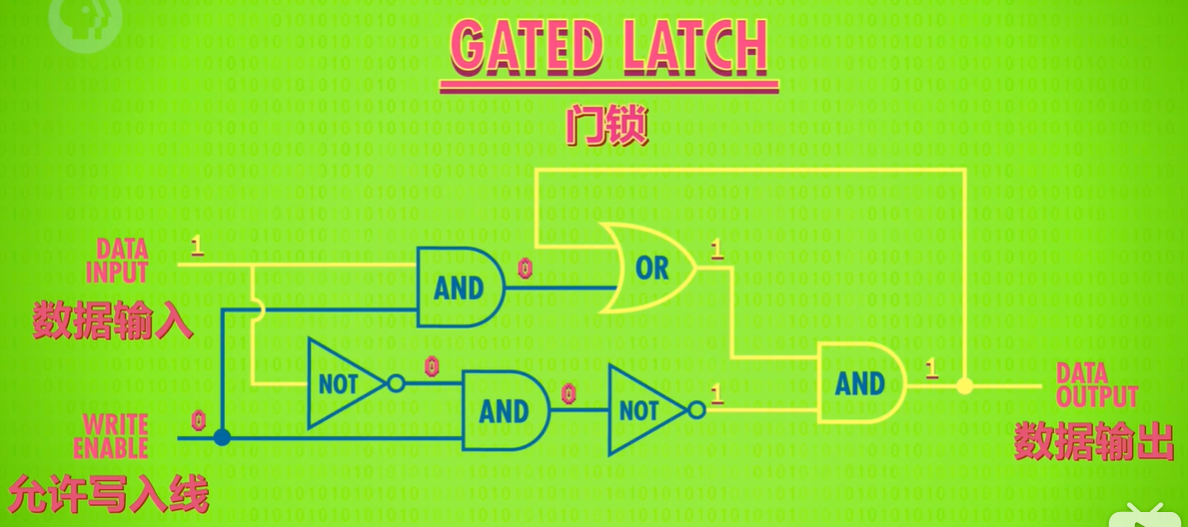 GATED LATCH
门锁
DATA
INPUT
数据输入
1
WRITE
ENABLE
允许写入线
0
AND
0
OR
1
NOT
0
AND
0
NOT
1
AND
1
DATA
OUTPUT
数据输出